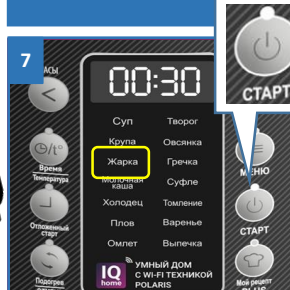 7
ЧАСЫ
00:30
СТАРТ
Суп Творог
Крупа Овсянка
Жарка Гречка
Молочная каша Суфле
Холодец Томление
Плов Варенье
Омлет Выпечка
Время
Температура
МЕНЮ
Отложенный
старт
СТАРТ
Подогрев
Мой рецепт
PLUS
IQ
home
УМНЫЙ ДОМ
С WI-FI ТЕХНИКОЙ
POLARIS